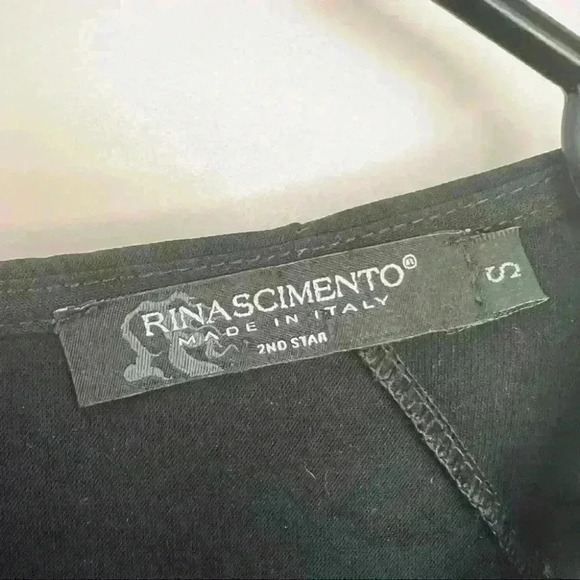 RINASCIMENTO®
MADE IN ITALY
2ND STAR
S